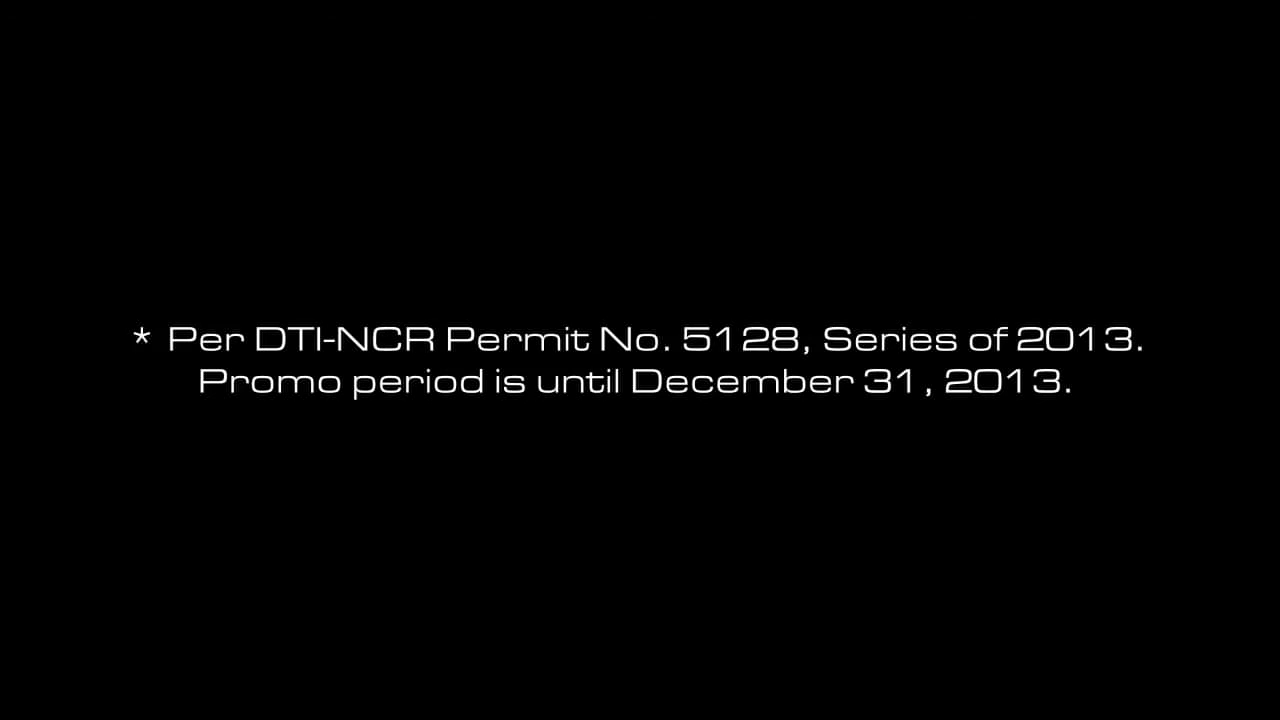 * Per DTI-NCR Permit No. 5128, Series of 2013.
Promo period is until December 31, 2013.